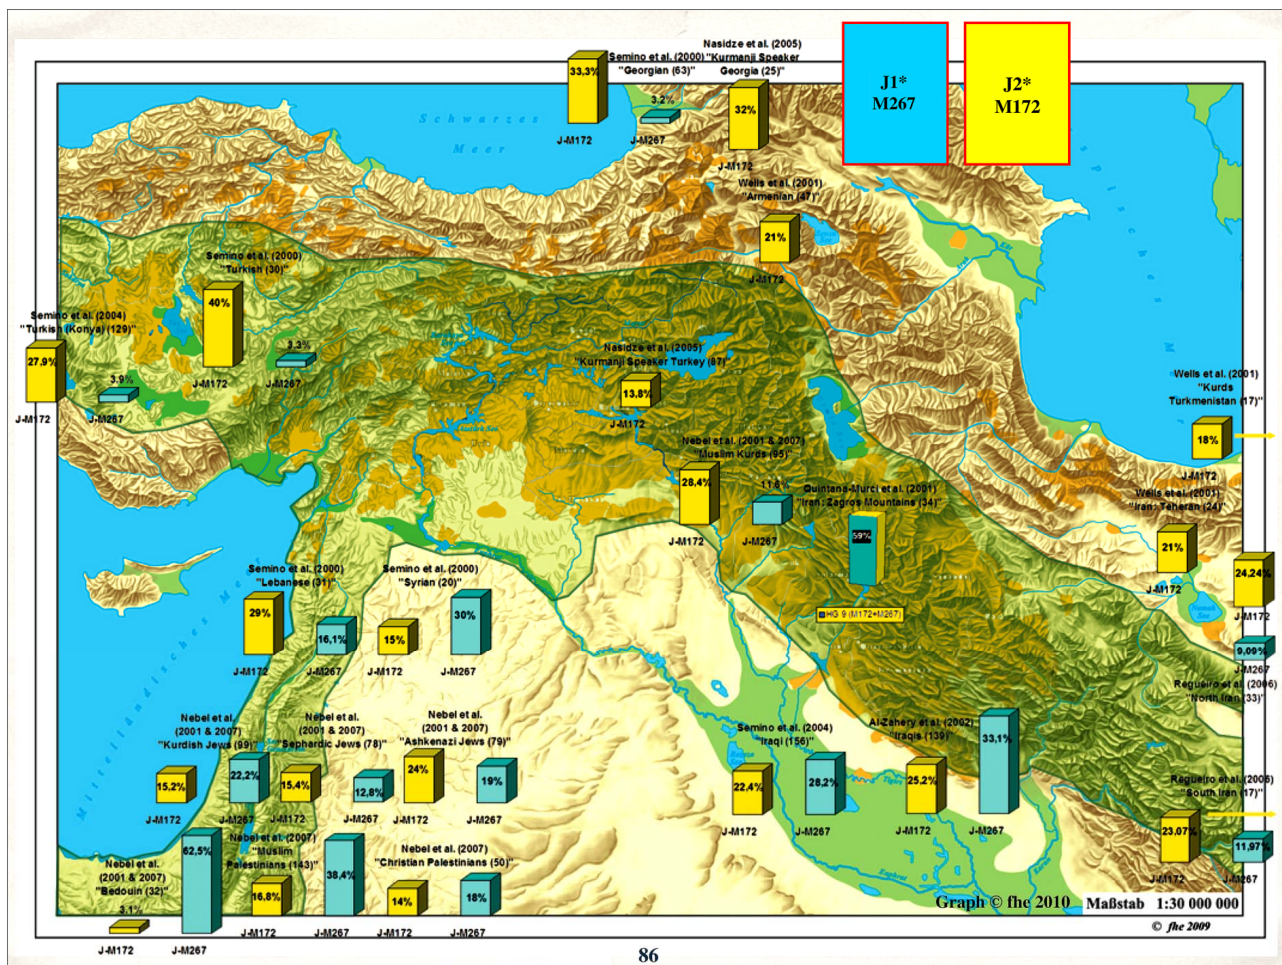 J1*
M267
J2*
M172
Schwarzes
Meer
Semino et al. (2000)
"Georgian (63)"
33,3%
3.2%
J-M172
J-M267
Nasidze et al. (2005)
"Kurmanji Speaker
Georgia (25)"
32%
J-M172
Wells et al. (2001)
"Armenian (47)"
21%
J-M172
Semino et al. (2000)
"Turkish (30)"
40%
3,3%
J-M172
J-M267
Semino et al. (2004)
"Turkish (Konya) (129)"
27,9%
3.9%
J-M172
J-M267
Nasidze et al. (2005)
"Kurmanji Speaker Turkey (87)"
13,8%
J-M172
Wells et al. (2001)
"Kurds
Turkmenistan (17)"
18%
J-M172
Nebel et al. (2001 & 2007)
"Muslim Kurds (95)"
28,4%
11.6%
J-M172
J-M267
Quintana-Murci et al. (2001)
"Iran: Zagros Mountains (34)"
59%
HG 9 (M172+M267)
Wells et al. (2001)
"Iran: Teheran (24)"
21%
J-M172
24,24%
J-M172
9,09%
J-M267
Regueiro et al. (2006)
"North Iran (33)"
Semino et al. (2000)
"Lebanese (31)"
29%
16,1%
J-M172
J-M267
Semino et al. (2000)
"Syrian (20)"
15%
30%
J-M172
J-M267
Mittelländisches Meer
Nebel et al.
(2001 & 2007)
"Kurdish Jews (99)"
15,2%
22,2%
J-M172
J-M267
Nebel et al.
(2001 & 2007)
"Sephardic Jews (78)"
15,4%
12,8%
J-M172
J-M267
Nebel et al.
(2001 & 2007)
"Ashkenazi Jews (79)"
24%
19%
J-M172
J-M267
Semino et al. (2004)
"Iraqi (156)"
22,4%
28,2%
J-M172
J-M267
Al-Zahery et al. (2002)
"Iraqis (139)"
25,2%
33,1%
J-M172
J-M267
Regueiro et al. (2006)
"South Iran (17)"
23,07%
11,97%
J-M172
J-M267
Nebel et al.
(2001 & 2007)
"Bedouin (32)"
3.1%
62,5%
J-M172
J-M267
Nebel et al. (2007)
"Muslim
Palestinians (143)"
16,8%
38,4%
J-M172
J-M267
Nebel et al. (2007)
"Christian Palestinians (50)"
14%
18%
J-M172
J-M267
Euphrat
Graph © fhe 2010
Maßstab 1:30 000 000
© fhe 2009
86